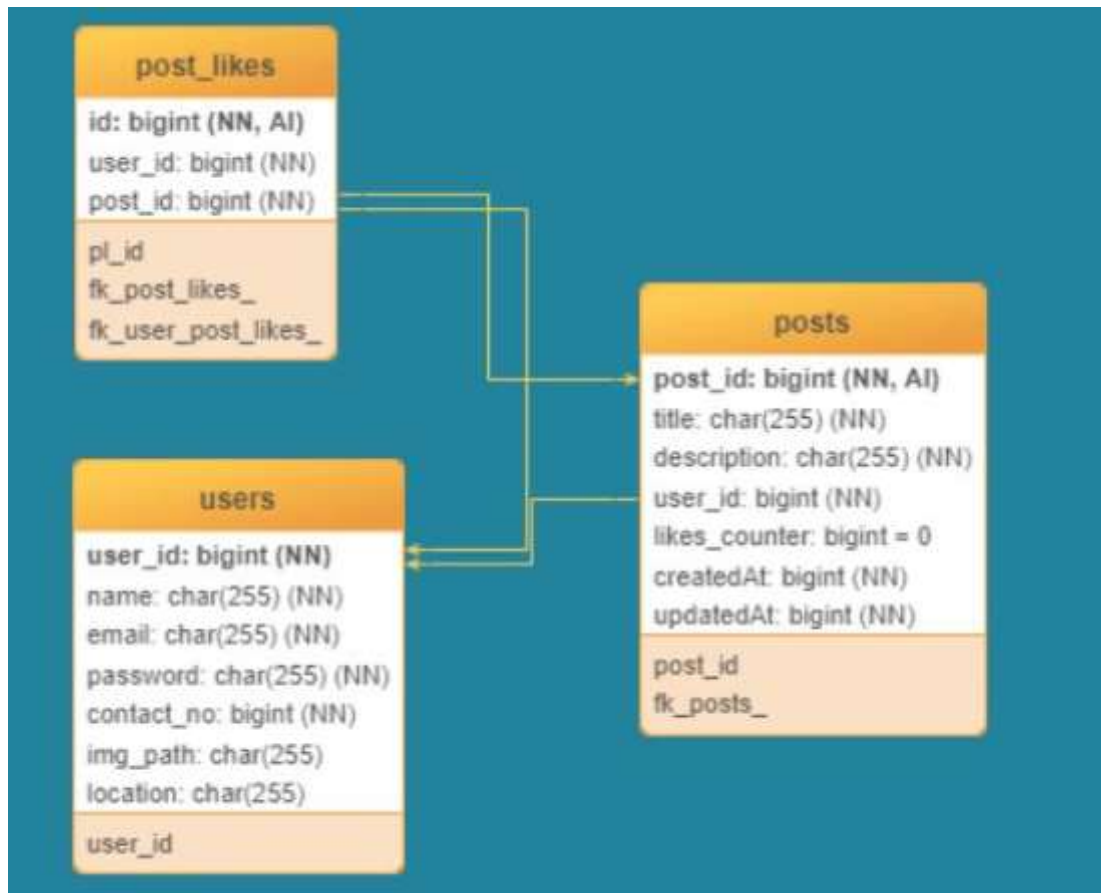 post_likes
id: bigint (NN, AI)
user_id: bigint (NN)
post_id: bigint (NN)
pl_id
fk_post_likes_
fk_user_post_likes_
posts
post_id: bigint (NN, AI)
title: char(255) (NN)
description: char(255) (NN)
user_id: bigint (NN)
likes_counter: bigint = 0
createdAt: bigint (NN)
updatedAt: bigint (NN)
post_id
fk_posts_
users
user_id: bigint (NN)
name: char(255) (NN)
email: char(255) (NN)
password: char(255) (NN)
contact_no: bigint (NN)
img_path: char(255)
location: char(255)
user_id